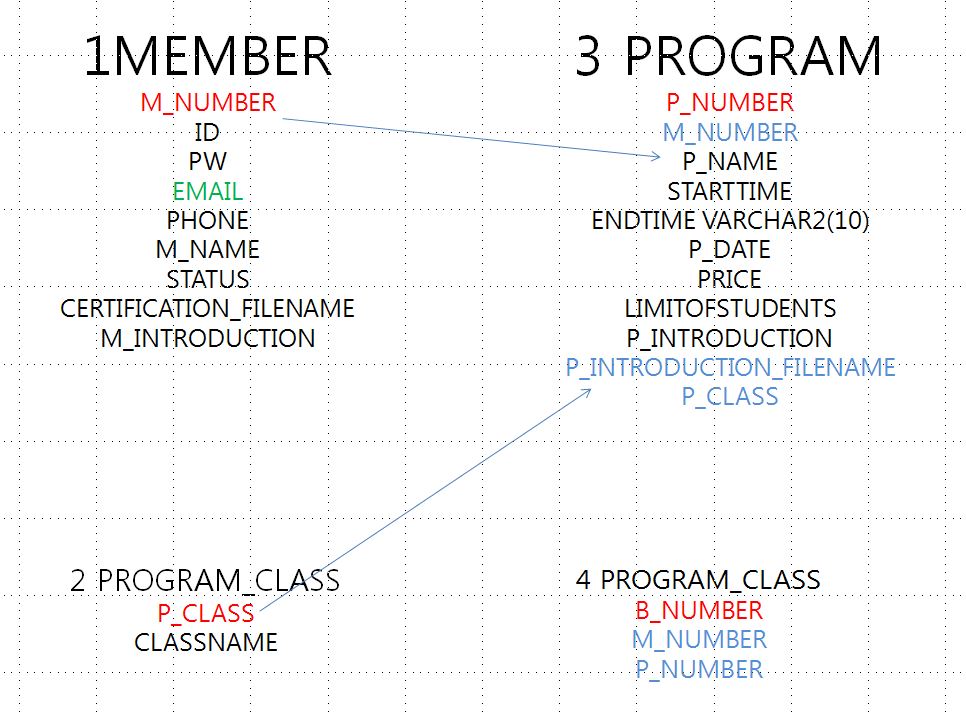 1MEMBER
M_NUMBER
ID
PW
EMAIL
PHONE
M_NAME
STATUS
CERTIFICATION_FILENAME
M_INTRODUCTION
3 PROGRAM
P_NUMBER
M_NUMBER
P_NAME
STARTTIME
ENDTIME VARCHAR2(10)
P_DATE
PRICE
LIMITOFSTUDENTS
P_INTRODUCTION
P_INTRODUCTION_FILENAME
P_CLASS
2 PROGRAM_CLASS
P_CLASS
CLASSNAME
4 PROGRAM_CLASS
B_NUMBER
M_NUMBER
P_NUMBER